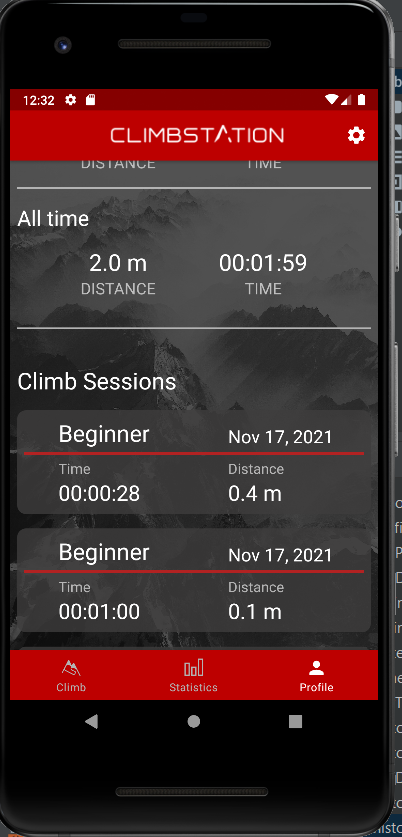 12:32
CLIMBSTATION
DISTANCE TIME
All time
2.0 m 00:01:59
DISTANCE TIME
Climb Sessions
Beginner Nov 17, 2021
Time Distance
00:00:28 0.4 m
Beginner Nov 17, 2021
Time Distance
00:01:00 0.1 m
Climb Statistics Profile